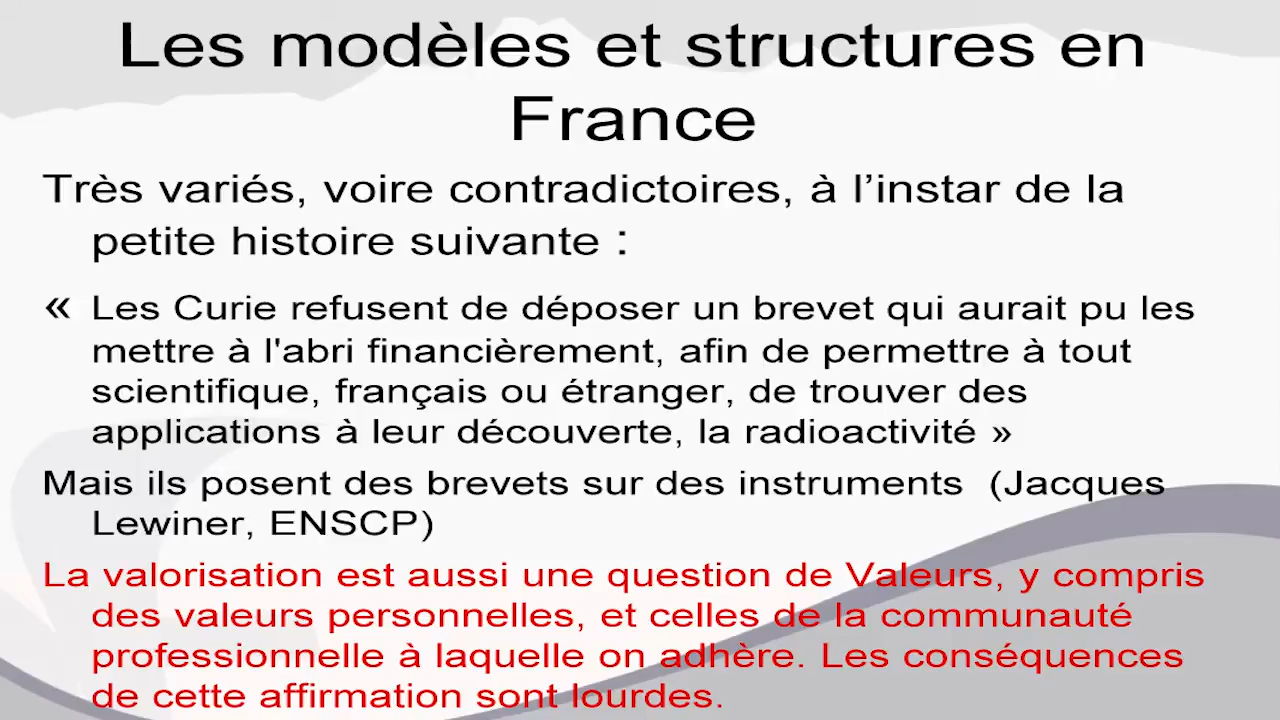 Les modèles et structures en
France
Très variés, voire contradictoires, à l’instar de la
petite histoire suivante :
« Les Curie refusent de déposer un brevet qui aurait pu les
mettre à l'abri financièrement, afin de permettre à tout
scientifique, français ou étranger, de trouver des
applications à leur découverte, la radioactivité »
Mais ils posent des brevets sur des instruments  (Jacques
Lewiner, ENSCP)
La valorisation est aussi une question de Valeurs, y compris
des valeurs personnelles, et celles de la communauté
professionnelle à laquelle on adhère. Les conséquences
de cette affirmation sont lourdes.